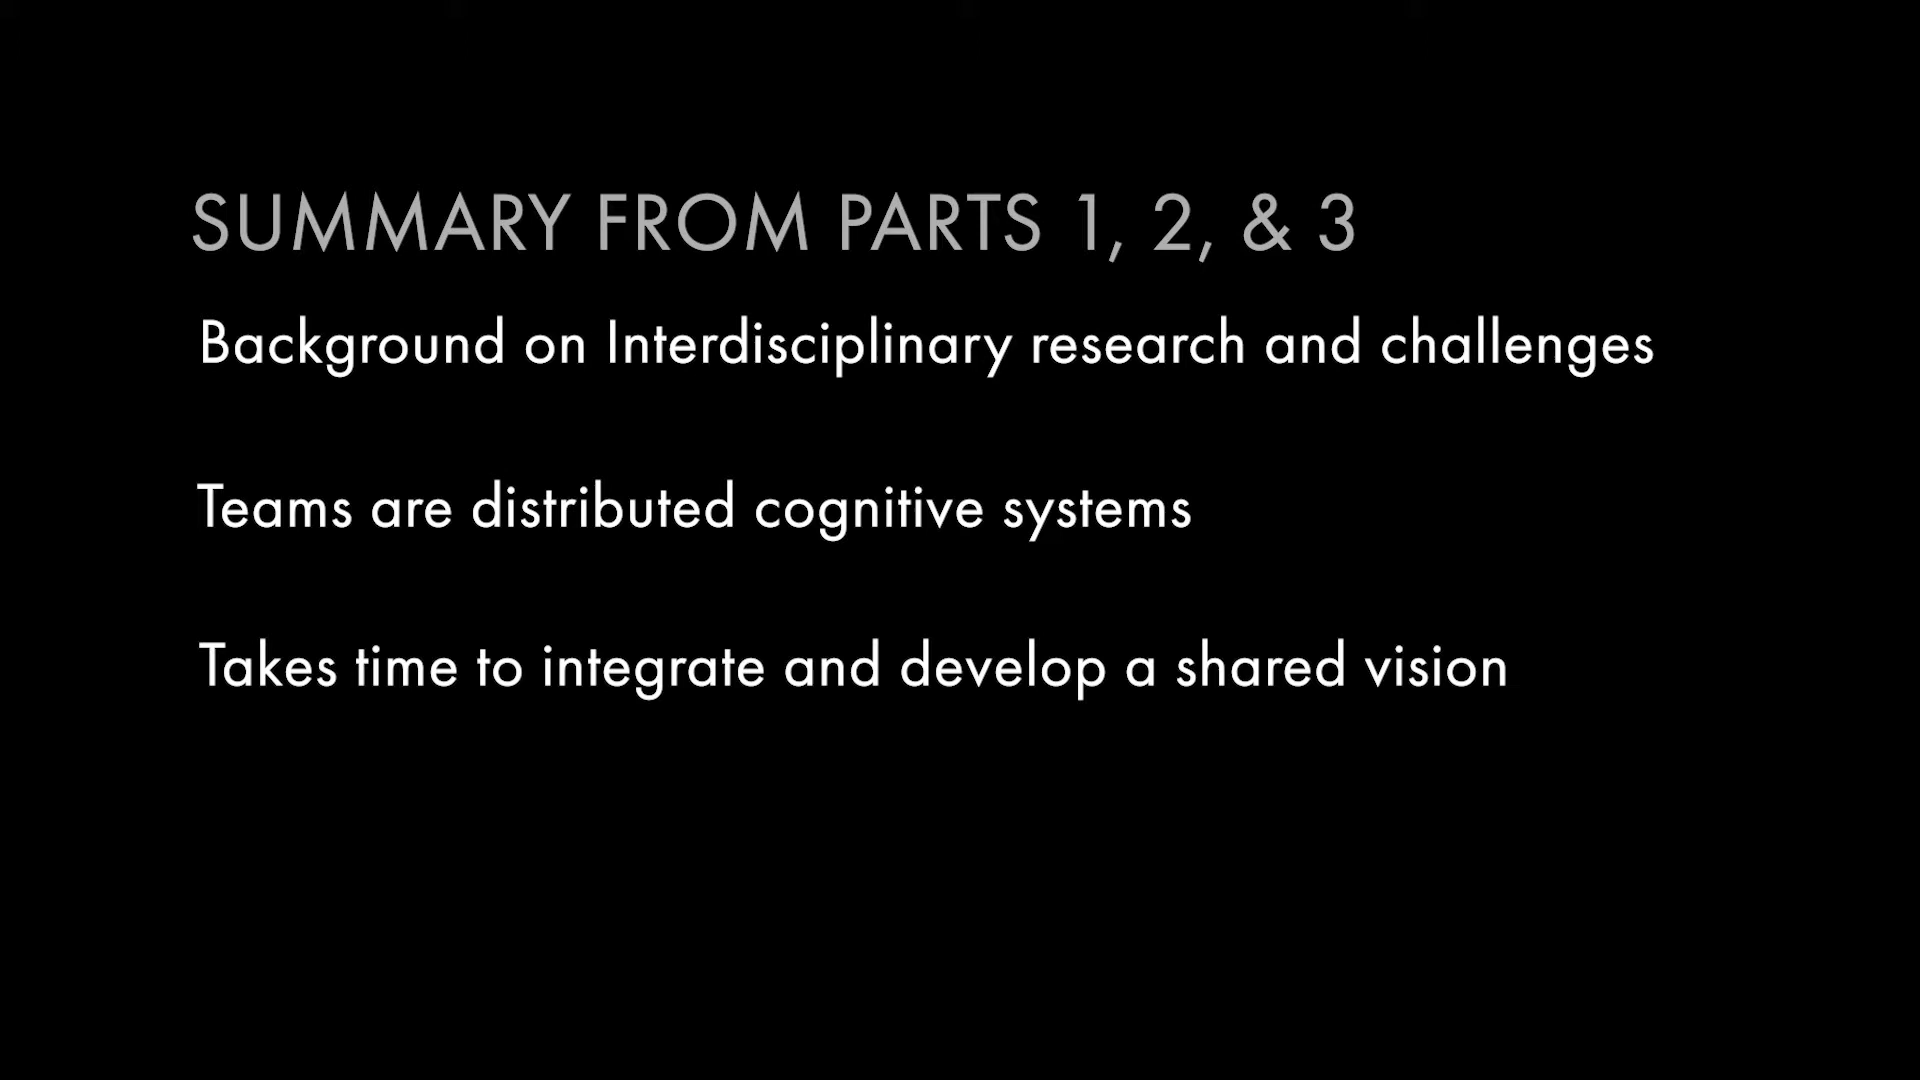 SUMMARY FROM PARTS 1, 2, & 3
Background on Interdisciplinary research and challenges
Teams are distributed cognitive systems
Takes time to integrate and develop a shared vision